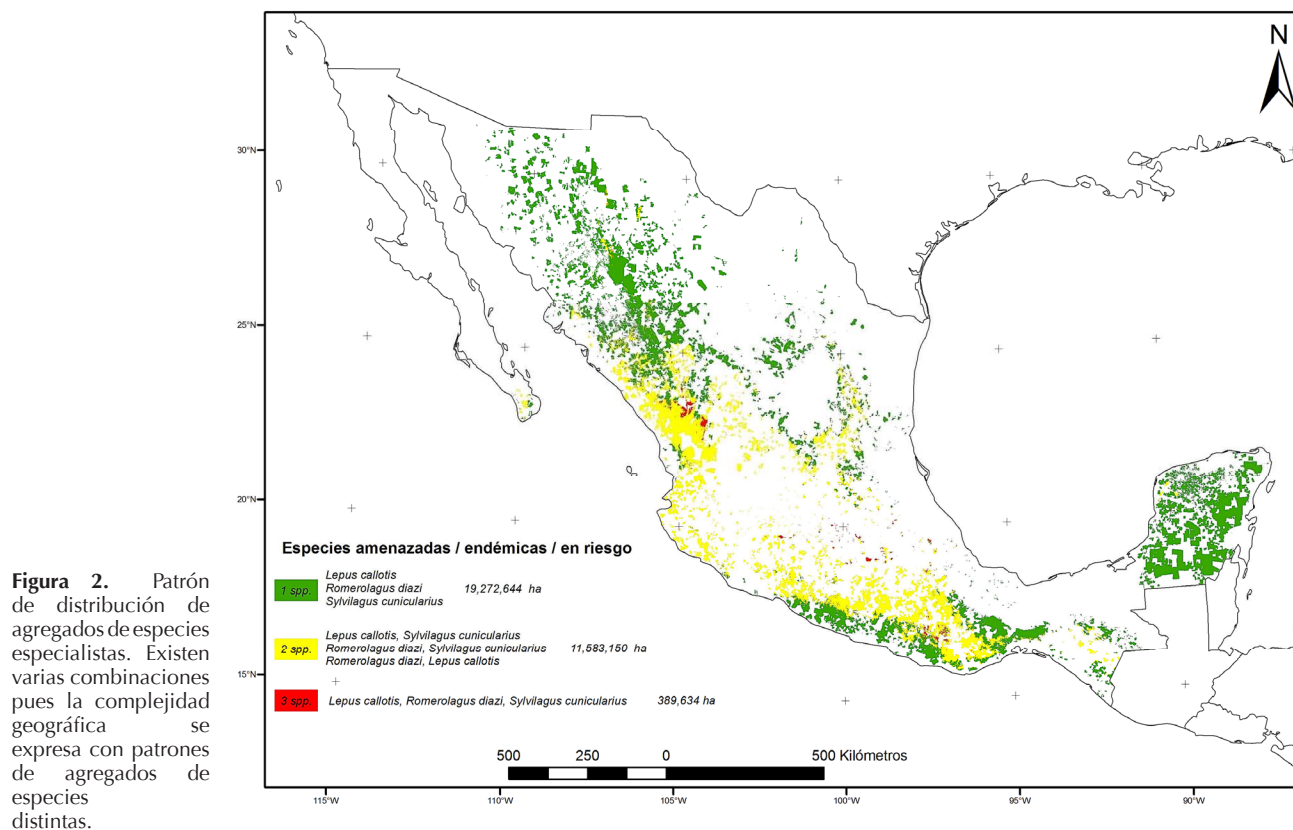 N
30°N
25°N
20°N
15°N
Especies amenazadas / endémicas / en riesgo
1 spp.
Lepus callotis
Romerolagus diazi
Sylvilagus cunicularius
19,272,644 ha
2 spp.
Lepus callotis, Sylvilagus cunicularius
Romerolagus diazi, Sylvilagus cunicularius
Romerolagus diazi, Lepus callotis
11,583,150 ha
3 spp.
Lepus callotis, Romerolagus diazi, Sylvilagus cunicularius 389,634 ha
500 250 0 500 Kilómetros
115°W 110°W 105°W 100°W 95°W 90°W
Figura 2. Patrón
de distribución de
agregados de especies
especialistas. Existen
varias combinaciones
pues la complejidad
geográfica se
expresa con patrones
de agregados de
especies
distintas.